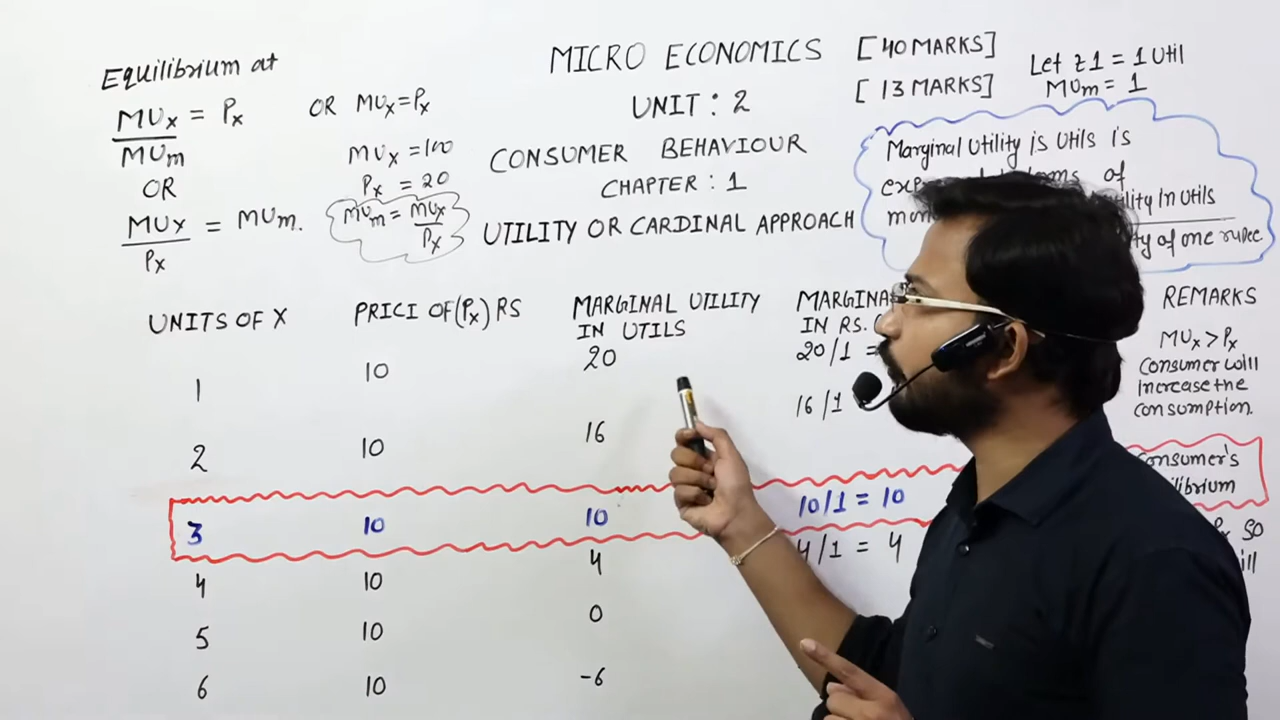 MICRO ECONOMICS [40 MARKS]
UNIT : 2 [13 MARKS]
CONSUMER BEHAVIOUR
CHAPTER : 1
UTILITY OR CARDINAL APPROACH
Equilibrium at
MUx = Px OR MUx=Px
MUm
OR
MUx = MUm.
Px
MUx =100
Px = 20
MUm = MUx
Px
Let ₹1 = 1 Util
MUm = 1
Marginal Utility is Utils is
of
Utils
of one rupee
UNITS OF X PRICI OF(Px) RS MARGINAL UTILITY REMARKS
IN UTILS IN RS.
1 10 20 20/1 =
2 10 16 16/1
3 10 10 10/1 = 10
4 10 4 4/1 = 4
5 10 0
6 10 -6
MUx > Px
Consumer will
increase the
consumption.